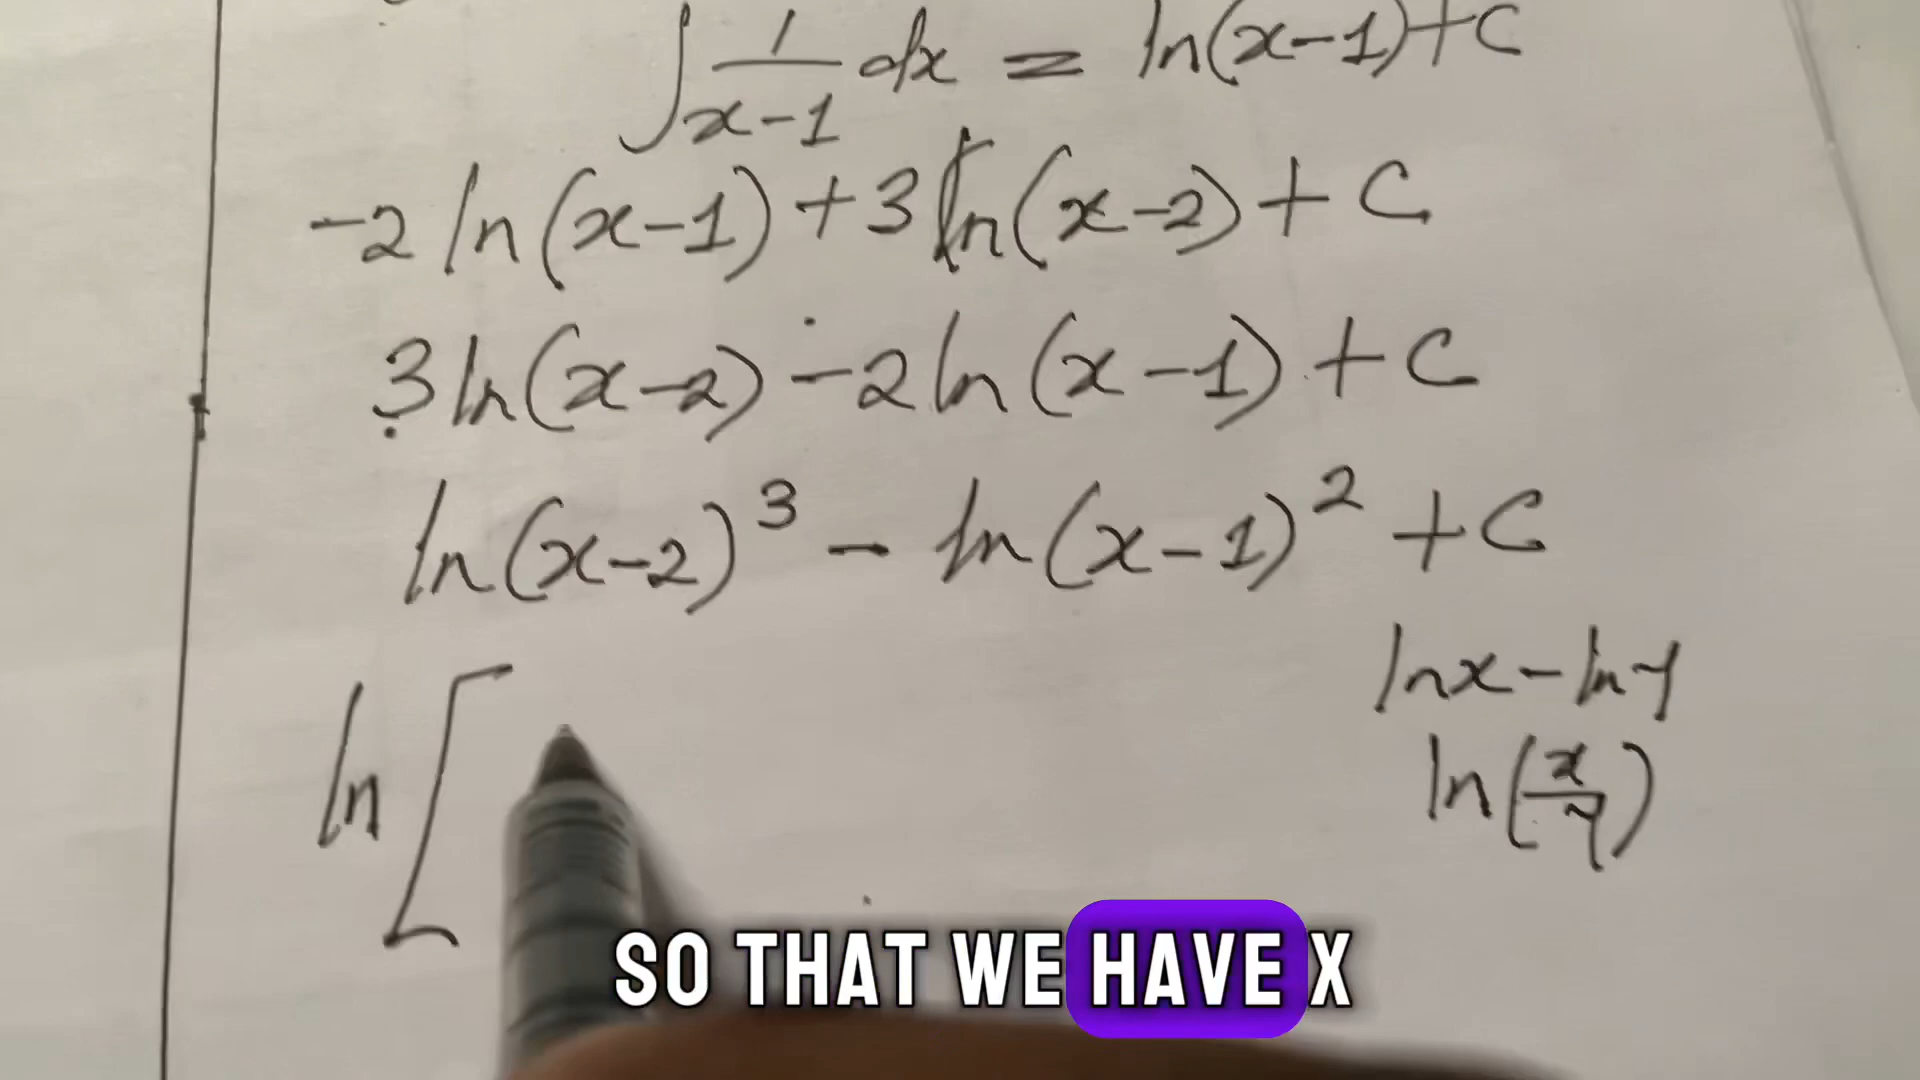 ∫ 1/(x-1) dx = ln(x-1)+C
-2 ln(x-1)+3 ln(x-2)+C
3 ln(x-2) -2 ln(x-1)+C
ln(x-2)³ - ln(x-1)² +C
lnx - ln y
ln(x/y)
ln[
SO THAT WE HAVE X